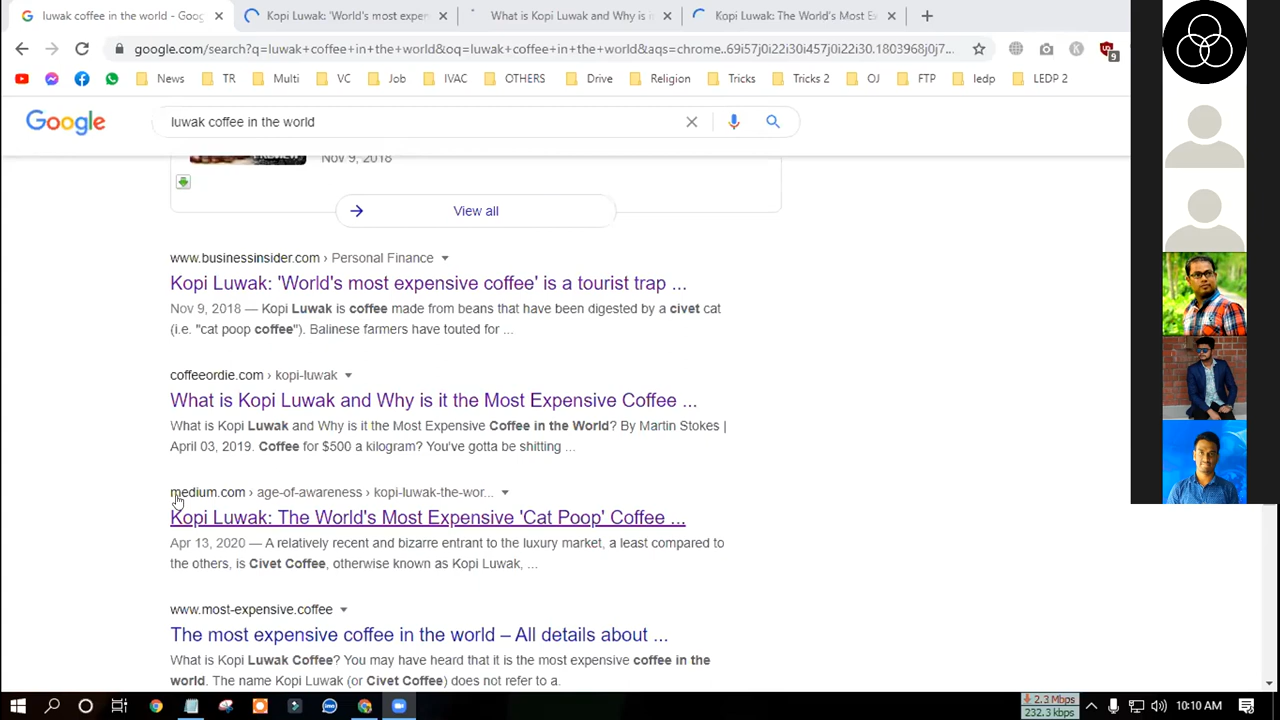 luwak coffee in the world - Goog
Kopi Luwak: 'World's most expen
What is Kopi Luwak and Why is i
Kopi Luwak: The World's Most Ex
google.com/search?q=luwak+coffee+in+the+world&oq=luwak+coffee+in+the+world&aqs=chrome..69i57j0i22i30i457j0i22i30.1803968j0j7...
9
News
TR
Multi
VC
Job
IVAC
OTHERS
Drive
Religion
Tricks
Tricks 2
OJ
FTP
ledp
LEDP 2
Google
luwak coffee in the world
PREVIEW
Nov 9, 2018
View all
www.businessinsider.com › Personal Finance
Kopi Luwak: 'World's most expensive coffee' is a tourist trap ...
Nov 9, 2018 — Kopi Luwak is coffee made from beans that have been digested by a civet cat
(i.e. "cat poop coffee"). Balinese farmers have touted for ...
coffeeordie.com › kopi-luwak
What is Kopi Luwak and Why is it the Most Expensive Coffee ...
What is Kopi Luwak and Why is it the Most Expensive Coffee in the World? By Martin Stokes |
April 03, 2019. Coffee for $500 a kilogram? You've gotta be shitting ...
medium.com › age-of-awareness › kopi-luwak-the-wor...
Kopi Luwak: The World's Most Expensive 'Cat Poop' Coffee ...
Apr 13, 2020 — A relatively recent and bizarre entrant to the luxury market, a least compared to
the others, is Civet Coffee, otherwise known as Kopi Luwak, ...
www.most-expensive.coffee
The most expensive coffee in the world – All details about ...
What is Kopi Luwak Coffee? You may have heard that it is the most expensive coffee in the
world. The name Kopi Luwak (or Civet Coffee) does not refer to a.
2.3 Mbps
232.3 kbps
10:10 AM